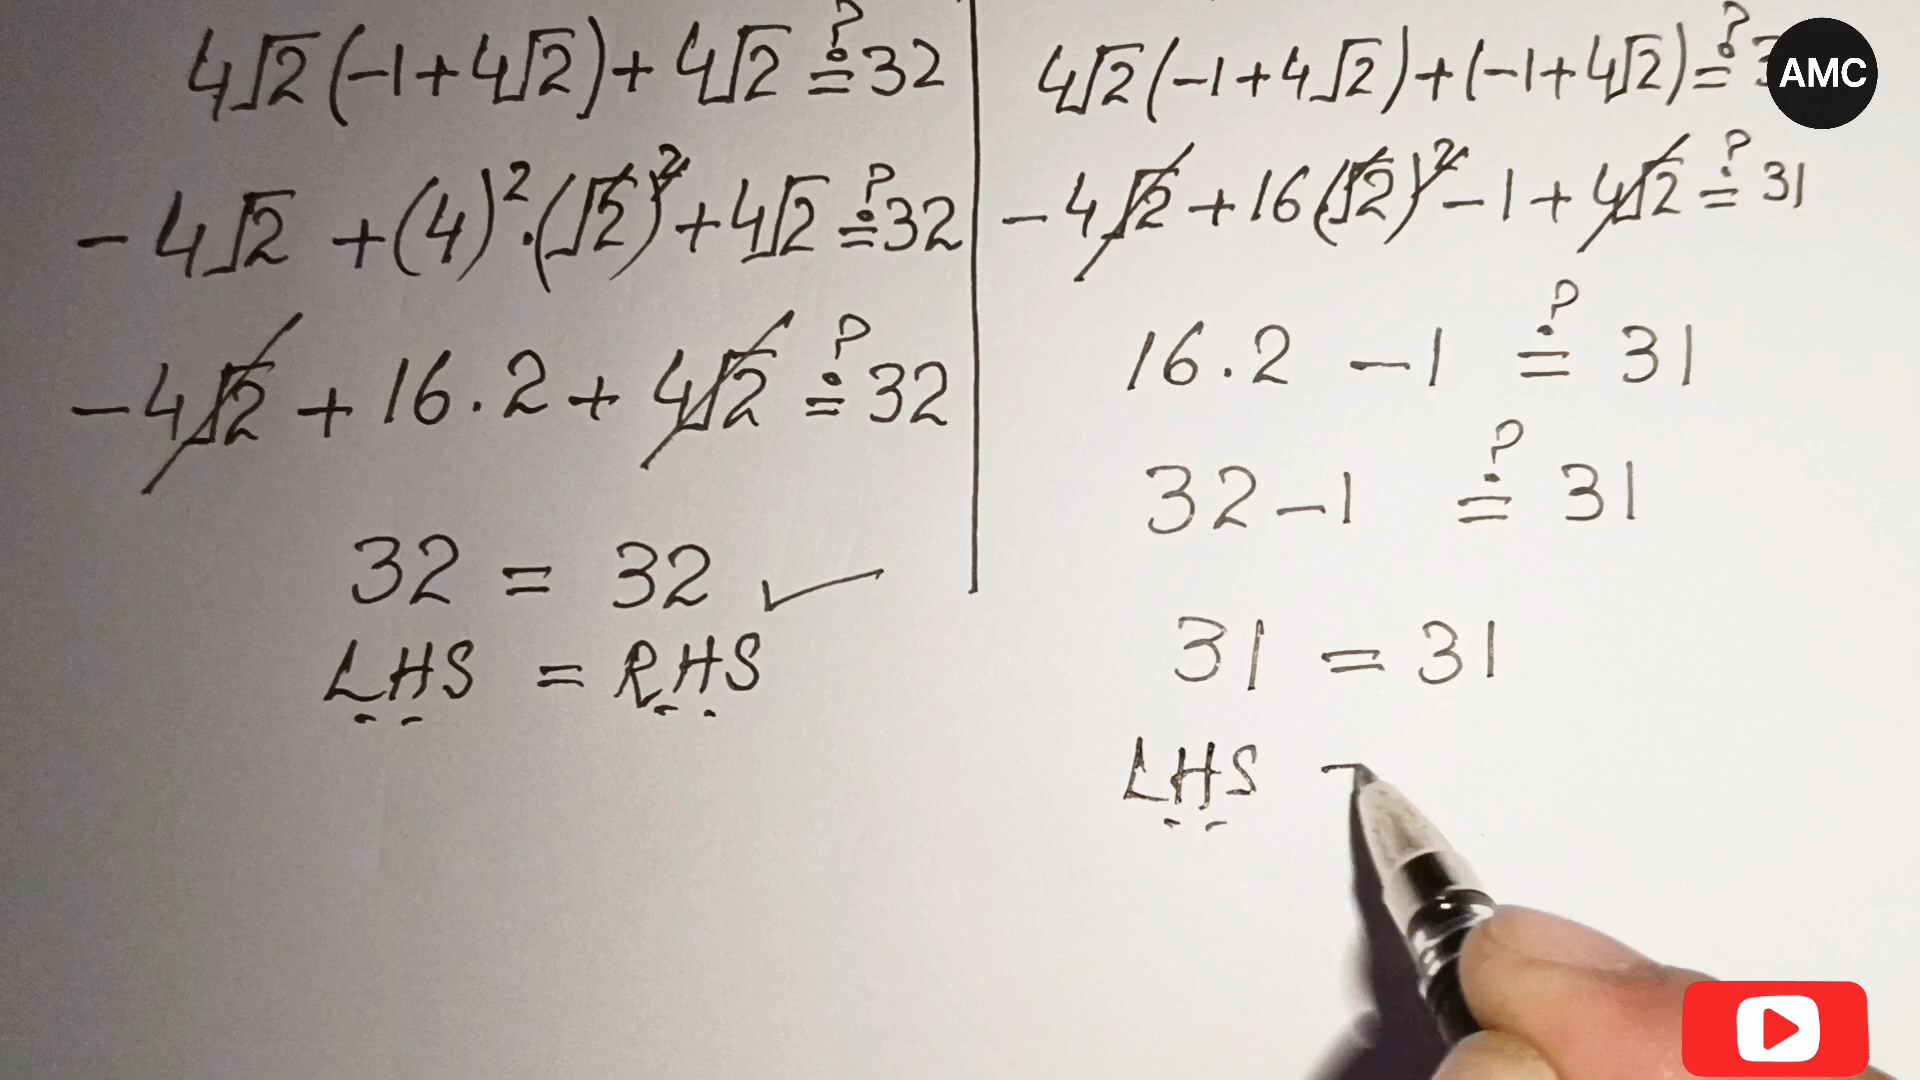 4√2(-1+4√2)+4√2 ≟ 32
-4√2 +(4)²·(√2)²+4√2 ≟ 32
-4√2 + 16.2 + 4√2 ≟ 32
32 = 32 ✓
LHS = RHS
4√2(-1+4√2)+(-1+4√2) ≟ 3
-4√2 + 16(√2)² -1 + 4√2 ≟ 31
16.2 -1 ≟ 31
32-1 ≟ 31
31 = 31
LHS -
AMC